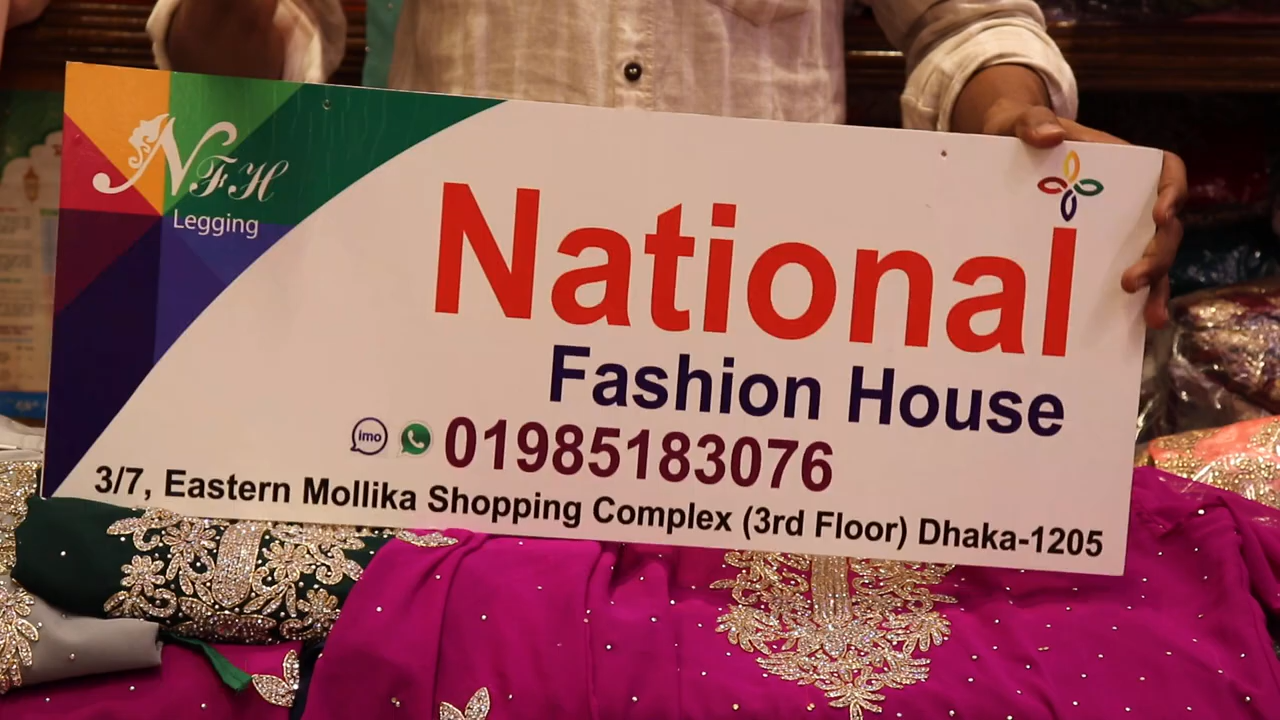 NFH
Legging
National
Fashion House
imo 01985183076
3/7, Eastern Mollika Shopping Complex (3rd Floor) Dhaka-1205